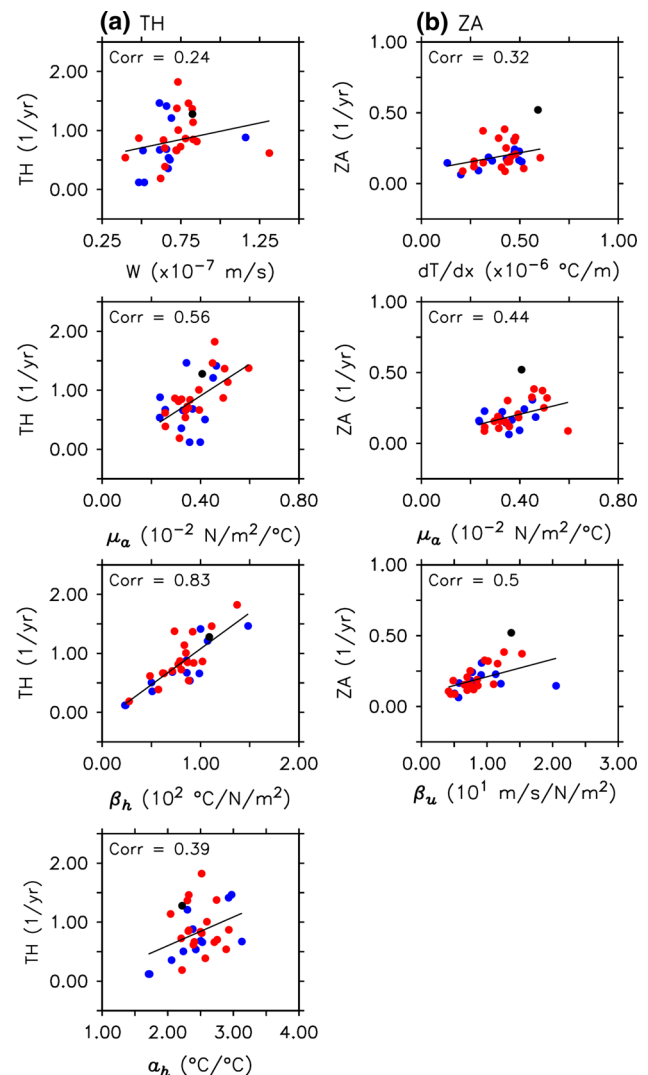 (a) TH
Corr = 0.24
TH (1/yr)
2.00
1.00
0.00
0.25 0.75 1.25
W (x10⁻⁷ m/s)
Corr = 0.56
TH (1/yr)
2.00
1.00
0.00
0.00 0.40 0.80
μₐ (10⁻² N/m²/°C)
Corr = 0.83
TH (1/yr)
2.00
1.00
0.00
0.00 1.00 2.00
βₕ (10² °C/N/m²)
Corr = 0.39
TH (1/yr)
2.00
1.00
0.00
1.00 2.00 3.00 4.00
aₕ (°C/°C)
(b) ZA
Corr = 0.32
ZA (1/yr)
1.00
0.50
0.00
0.00 0.50 1.00
dT/dx (x10⁻⁶ °C/m)
Corr = 0.44
ZA (1/yr)
1.00
0.50
0.00
0.00 0.40 0.80
μₐ (10⁻² N/m²/°C)
Corr = 0.5
ZA (1/yr)
1.00
0.50
0.00
0.00 1.00 2.00 3.00
βᵤ (10¹ m/s/N/m²)